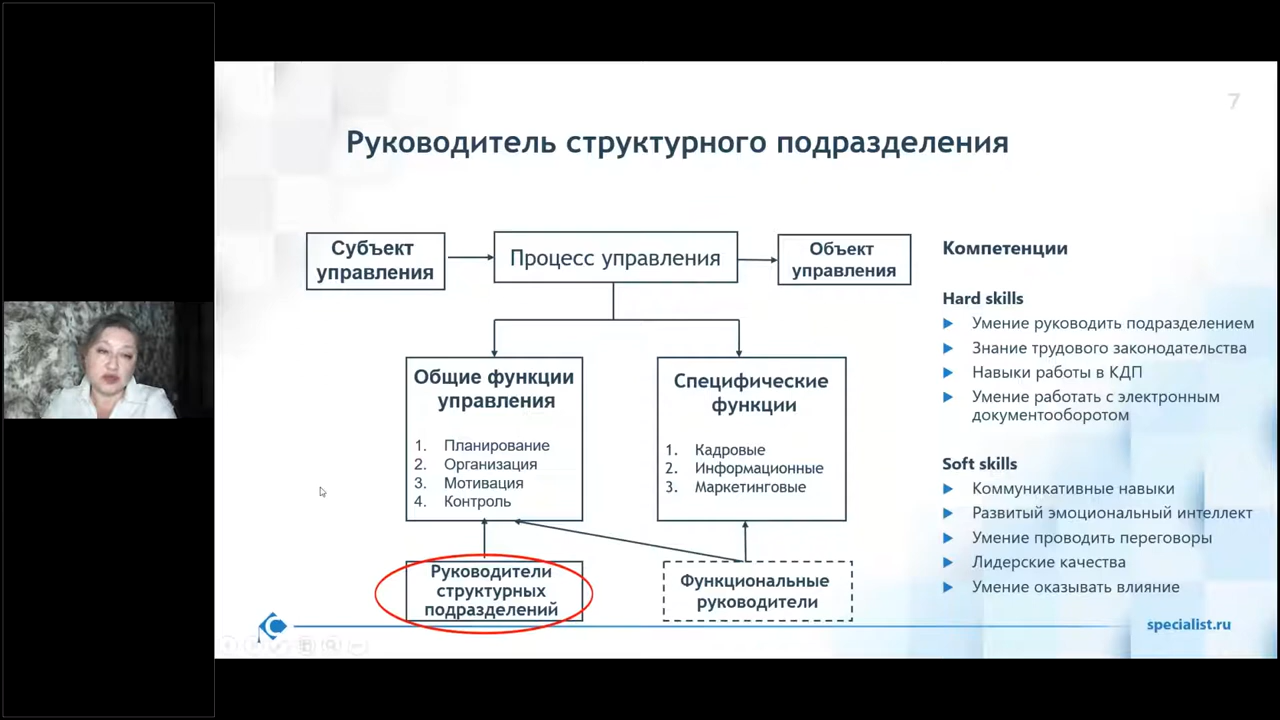 7
Руководитель структурного подразделения
Субъект
управления
Процесс управления
Объект
управления
Общие функции
управления
1. Планирование
2. Организация
3. Мотивация
4. Контроль
Специфические
функции
1. Кадровые
2. Информационные
3. Маркетинговые
Руководители
структурных
подразделений
Функциональные
руководители
Компетенции
Hard skills
Умение руководить подразделением
Знание трудового законодательства
Навыки работы в КДП
Умение работать с электронным
документооборотом
Soft skills
Коммуникативные навыки
Развитый эмоциональный интеллект
Умение проводить переговоры
Лидерские качества
Умение оказывать влияние
specialist.ru